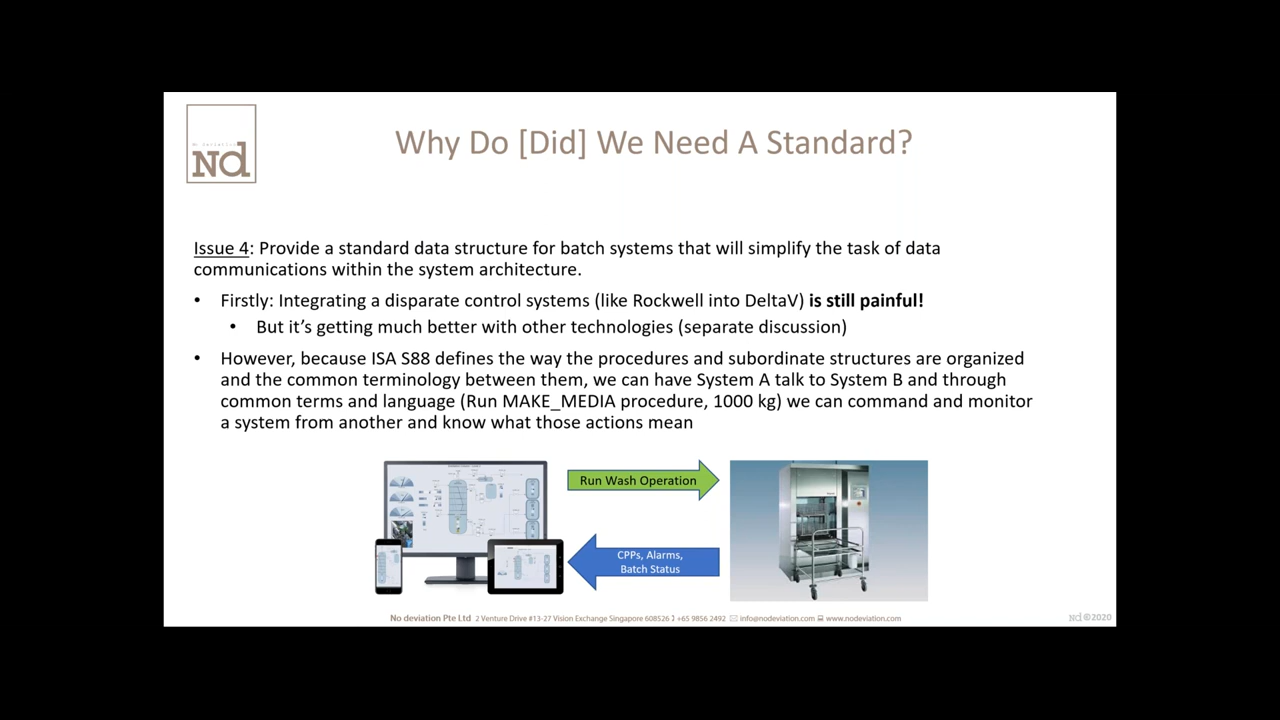 No deviation
Nd
Why Do [Did] We Need A Standard?
Issue 4: Provide a standard data structure for batch systems that will simplify the task of data
communications within the system architecture.
• Firstly: Integrating a disparate control systems (like Rockwell into DeltaV) is still painful!
• But it’s getting much better with other technologies (separate discussion)
• However, because ISA S88 defines the way the procedures and subordinate structures are organized
and the common terminology between them, we can have System A talk to System B and through
common terms and language (Run MAKE_MEDIA procedure, 1000 kg) we can command and monitor
a system from another and know what those actions mean
Run Wash Operation
CPPs, Alarms,
Batch Status
No deviation Pte Ltd 2 Venture Drive #13-27 Vision Exchange Singapore 608526 +65 9856 2492 info@nodeviation.com www.nodeviation.com
Nd ©2020